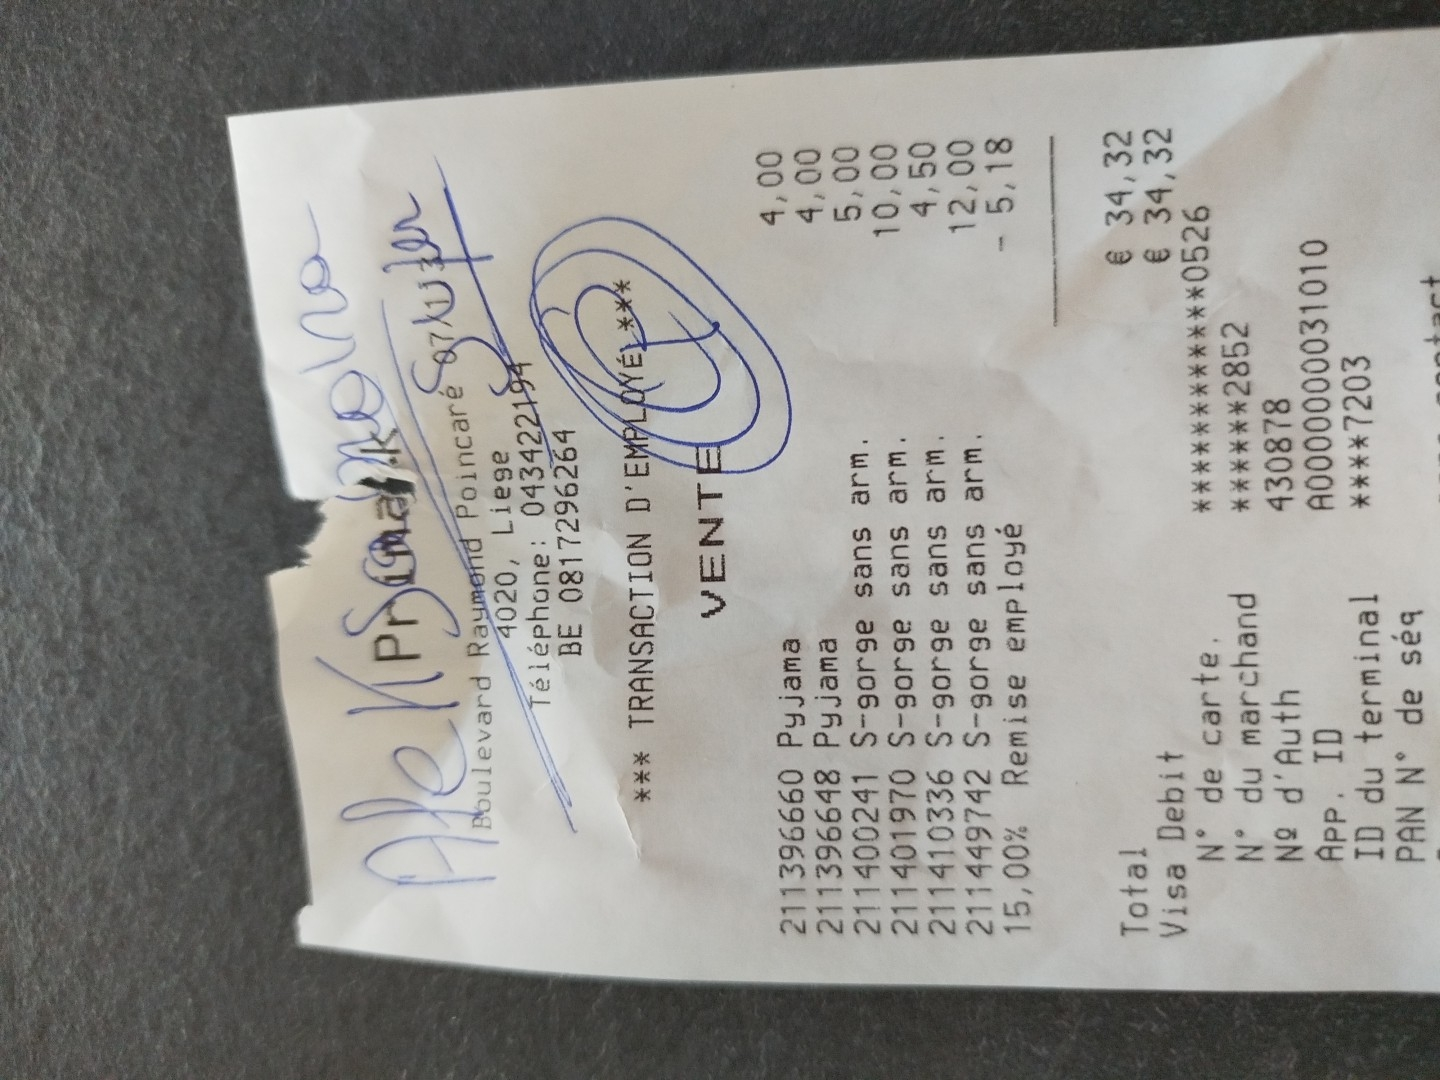 Alek Simona
Primark
Boulevard Raymond Poincaré 07/U3
4020, Liege
Téléphone: 043422194
BE 0817296264
*** TRANSACTION D'EMPLOYÉ ***
VENTE
211396660 Pyjama 4,00
211396648 Pyjama 4,00
211400241 S-gorge sans arm. 5,00
211401970 S-gorge sans arm. 10,00
211410336 S-gorge sans arm. 4,50
211449742 S-gorge sans arm. 12,00
15,00% Remise employé - 5,18
Total € 34,32
Visa Debit € 34,32
N° de carte. ***************0526
N° du marchand ******2852
Nº d'Auth 430878
App. ID A0000000031010
ID du terminal ****7203
PAN N° de séq